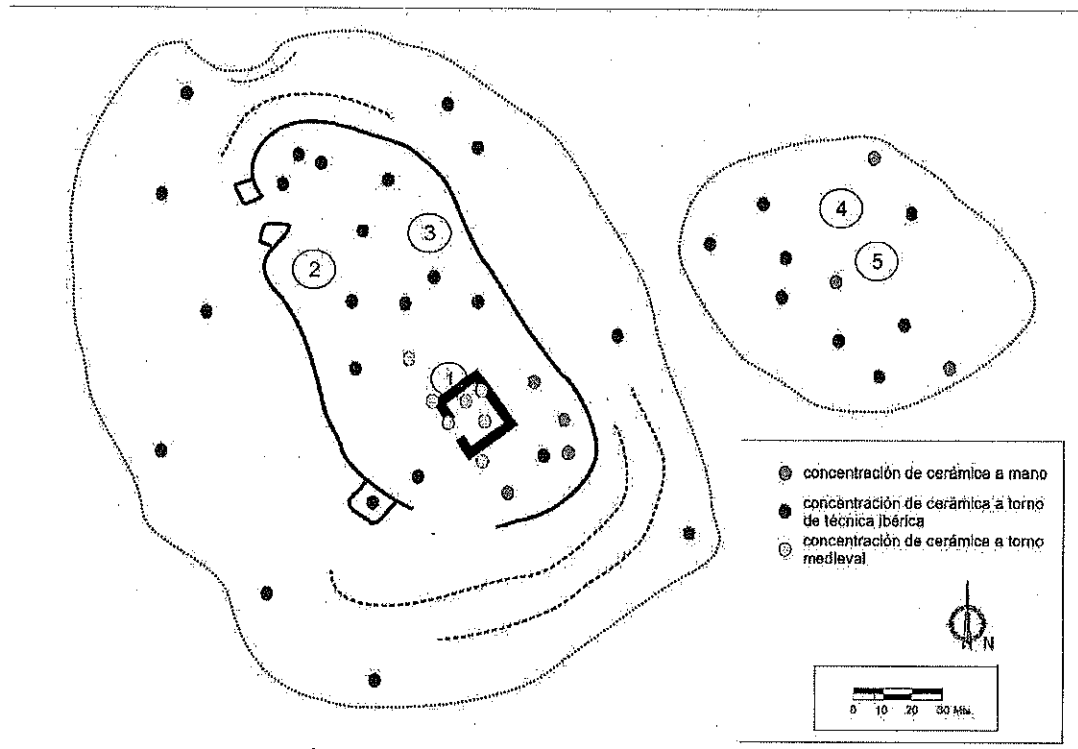 3
4
5
2
1
concentración de cerámica a mano
concentración de cerámica a torno
de técnica ibérica
concentración de cerámica a torno
medieval
N
0 10 20 30 Mts.